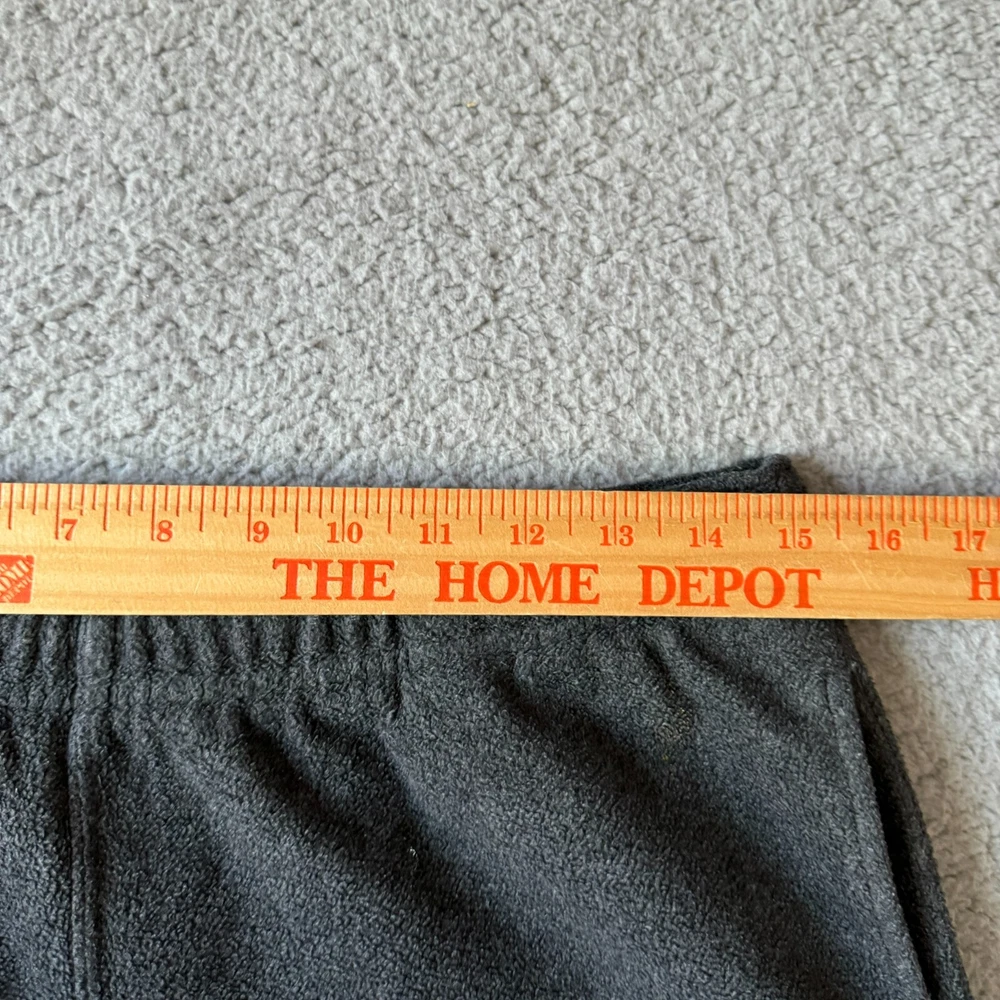 7 8 9 10 11 12 13 14 15 16 17
THE HOME DEPOT H